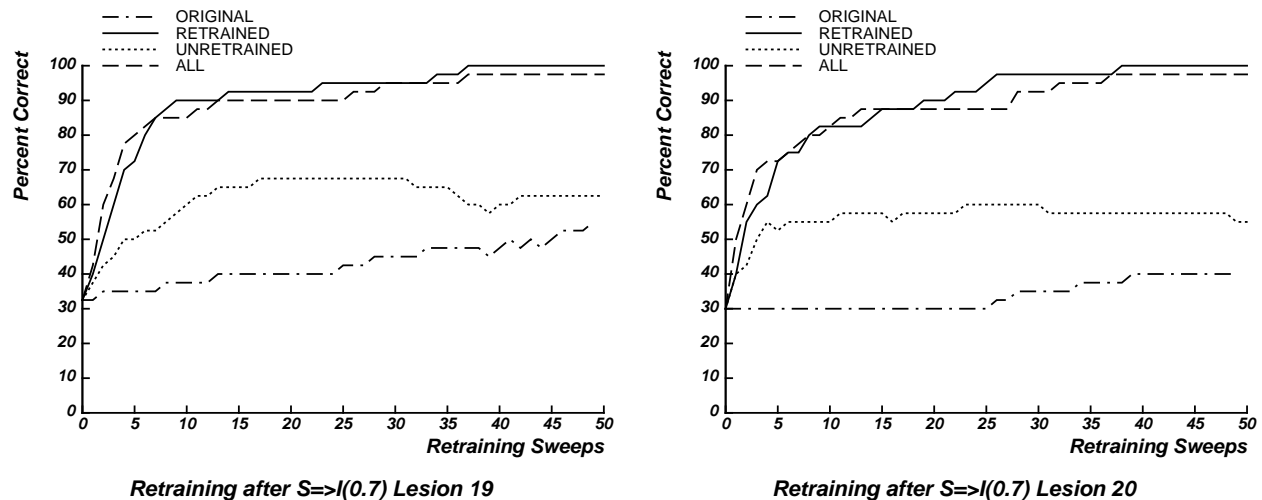 ORIGINAL
RETRAINED
UNRETRAINED
ALL
Percent Correct
100
90
80
70
60
50
40
30
20
10
0
0 5 10 15 20 25 30 35 40 45 50
Retraining Sweeps
Retraining after S=>I(0.7) Lesion 19
ORIGINAL
RETRAINED
UNRETRAINED
ALL
Percent Correct
100
90
80
70
60
50
40
30
20
10
0
0 5 10 15 20 25 30 35 40 45 50
Retraining Sweeps
Retraining after S=>I(0.7) Lesion 20